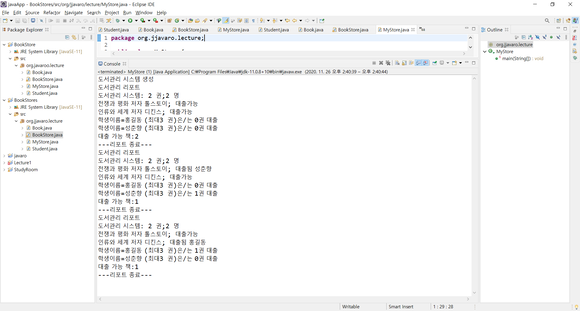 javaApp - BookStores/src/org/jjavaro/lecture/MyStore.java - Eclipse IDE
File Edit Source Refactor Navigate Search Project Run Window Help
Package Explorer
BookStore
JRE System Library [JavaSE-11]
src
org.jjavaro.lecture
Book.java
BookStore.java
MyStore.java
Student.java
BookStores
JRE System Library [JavaSE-11]
src
org.jjavaro.lecture
Book.java
BookStore.java
MyStore.java
Student.java
javaro
Lecture1
StudyRoom
Student.java Book.java BookStore.java MyStore.java Student.java Book.java BookStore.java MyStore.java
1 package org.jjavaro.lecture;
2
Console
<terminated> MyStore (1) [Java Application] (2020. 11. 26. 오후 2:40:39 – 오후 2:40:44)
도서관리 시스템 생성
도서관리 리포트
도서관리 시스템: 2 권;2 명
전쟁과 평화 저자 톨스토이; 대출가능
인류와 세계 저자 디킨스; 대출가능
학생이름=홍길동 (최대3 권)은/는 0권 대출
학생이름=성춘향 (최대3 권)은/는 0권 대출
대출 가능 책:2
---리포트 종료---
도서관리 리포트
도서관리 시스템: 2 권;2 명
전쟁과 평화 저자 톨스토이; 대출됨 성춘향
인류와 세계 저자 디킨스; 대출가능
학생이름=홍길동 (최대3 권)은/는 0권 대출
학생이름=성춘향 (최대3 권)은/는 1권 대출
대출 가능 책:1
---리포트 종료---
도서관리 리포트
도서관리 시스템: 2 권;2 명
전쟁과 평화 저자 톨스토이; 대출가능
인류와 세계 저자 디킨스; 대출됨 홍길동
학생이름=홍길동 (최대3 권)은/는 1권 대출
학생이름=성춘향 (최대3 권)은/는 0권 대출
대출 가능 책:1
---리포트 종료---
Outline
org.jjavaro.lecture
MyStore
main(String[]) : void
Writable Smart Insert 1 : 29 : 28